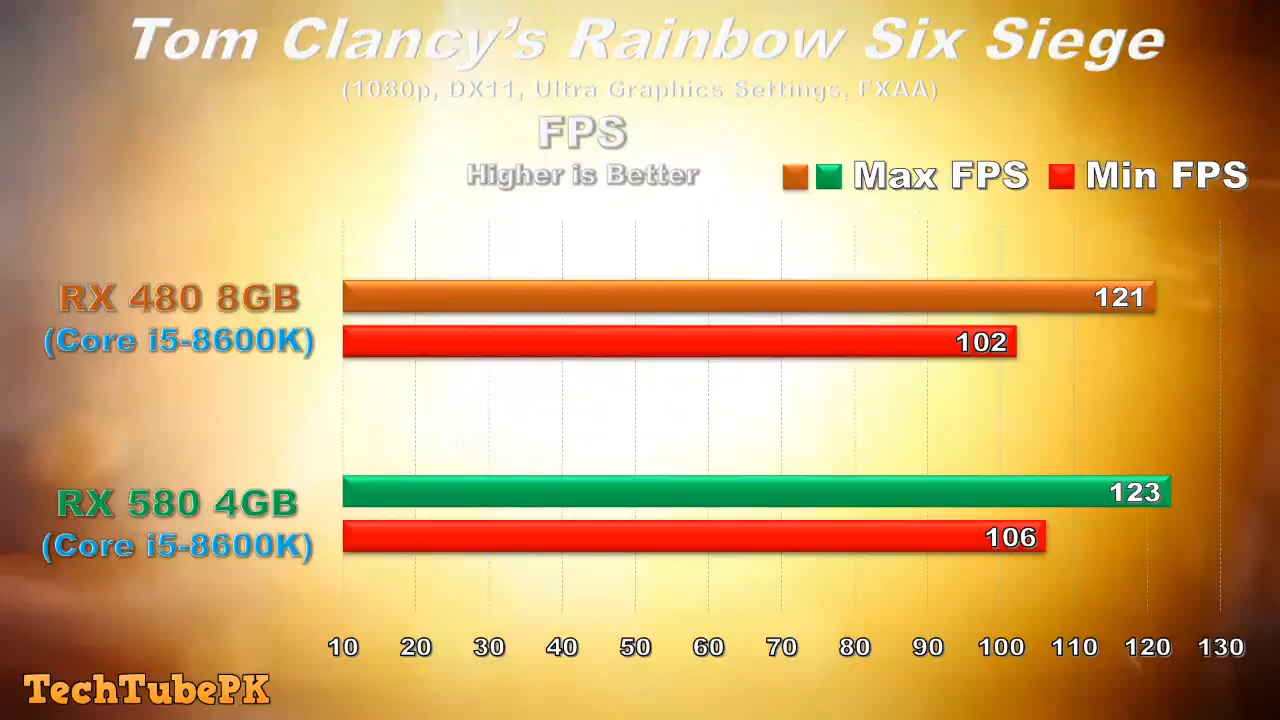 Tom Clancy’s Rainbow Six Siege
(1080p, DX11, Ultra Graphics Settings, FXAA)
FPS
Higher is Better
Max FPS Min FPS
RX 480 8GB
(Core i5-8600K)
121
102
RX 580 4GB
(Core i5-8600K)
123
106
10 20 30 40 50 60 70 80 90 100 110 120 130
TechTubePK